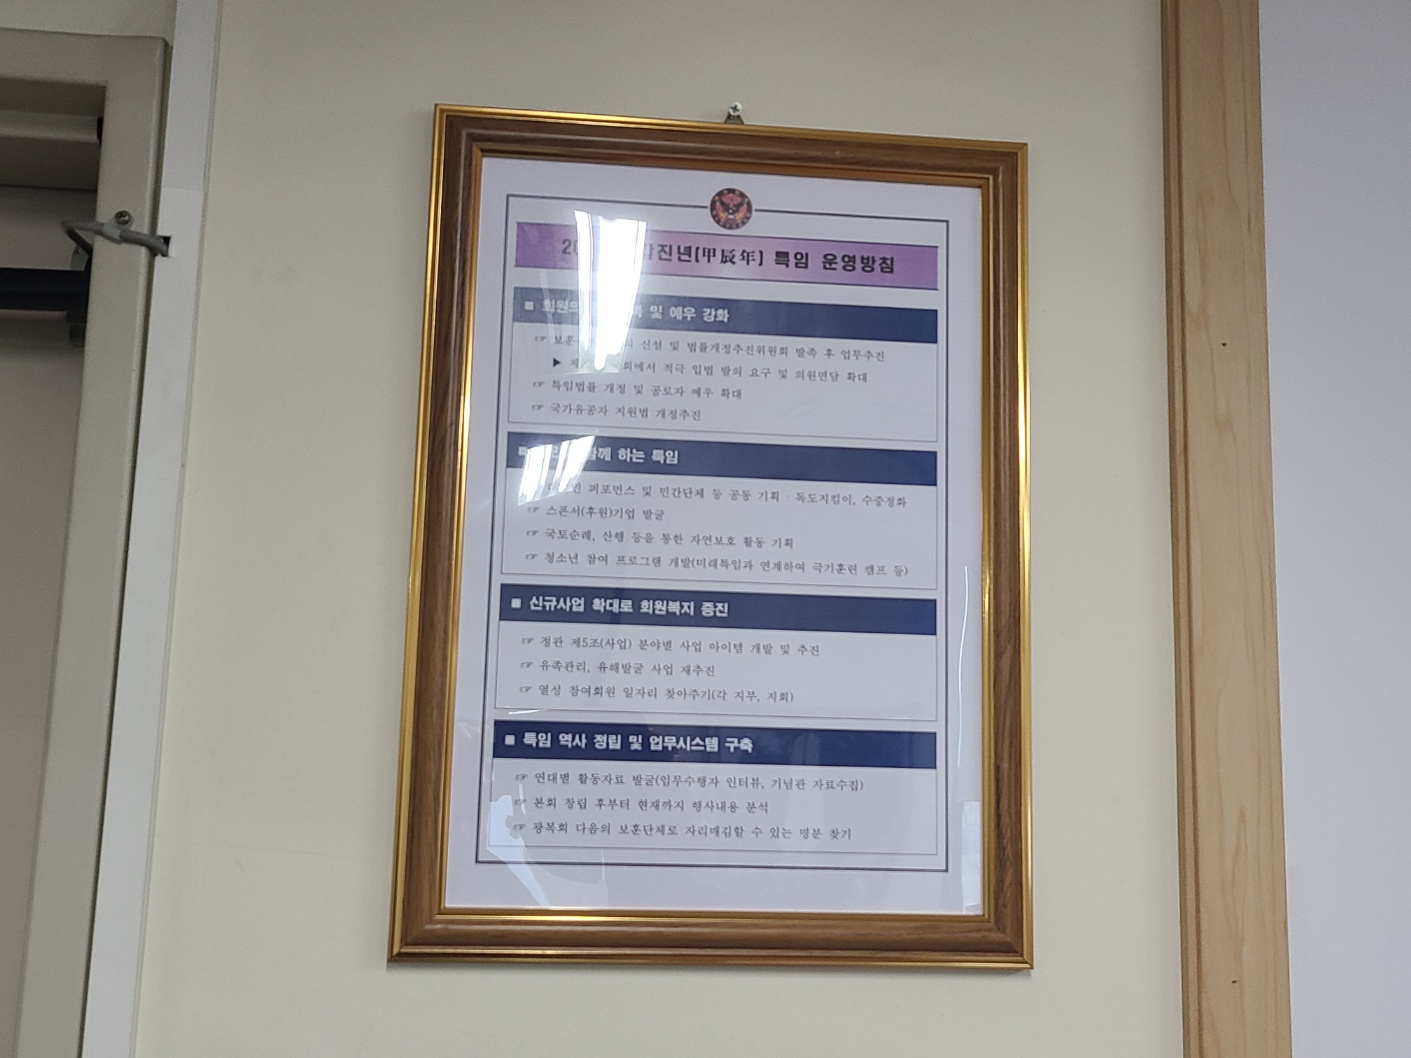 20 갑진년(甲辰年) 특임 운영방침
■ 회원의 및 예우 강화
☞ 신설 및 법률개정추진위원회 발족 후 업무추진
▶ 적극 입법 발의 요구 및 의원면담 확대
☞ 특임법률 개정 및 공로자 예우 확대
☞ 국가유공자 지원법 개정추진
■ 함께 하는 특임
퍼포먼스 및 민간단체 등 공동 기획 : 독도지킴이, 수중정화
☞ 스폰서(후원)기업 발굴
☞ 국토순례, 산행 등을 통한 자연보호 활동 기획
☞ 청소년 참여 프로그램 개발(미래특임과 연계하여 극기훈련 캠프 등)
■ 신규사업 확대로 회원복지 증진
☞ 정관 제5조(사업) 분야별 사업 아이템 개발 및 추진
☞ 유족관리, 유해발굴 사업 재추진
☞ 열성 참여회원 일자리 찾아주기(각 지부, 지회)
■ 특임 역사 정립 및 업무시스템 구축
☞ 연대별 활동자료 발굴(임무수행자 인터뷰, 기념관 자료수집)
☞ 본회 창립 후부터 현재까지 행사내용 분석
☞ 광복회 다음의 보훈단체로 자리매김할 수 있는 명분 찾기